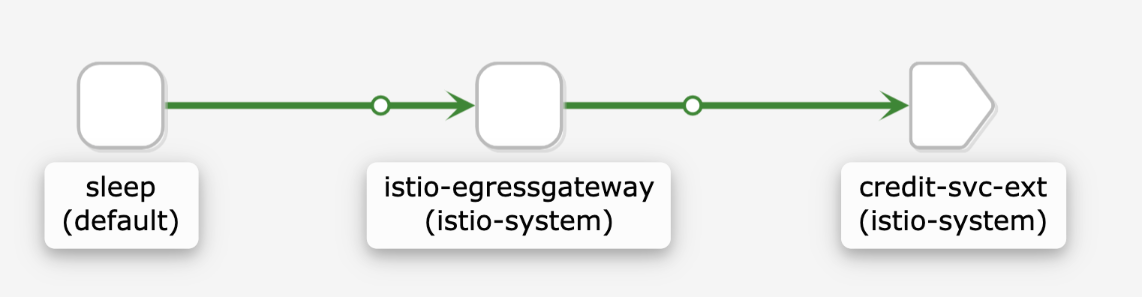 sleep
(default)
istio-egressgateway
(istio-system)
credit-svc-ext
(istio-system)